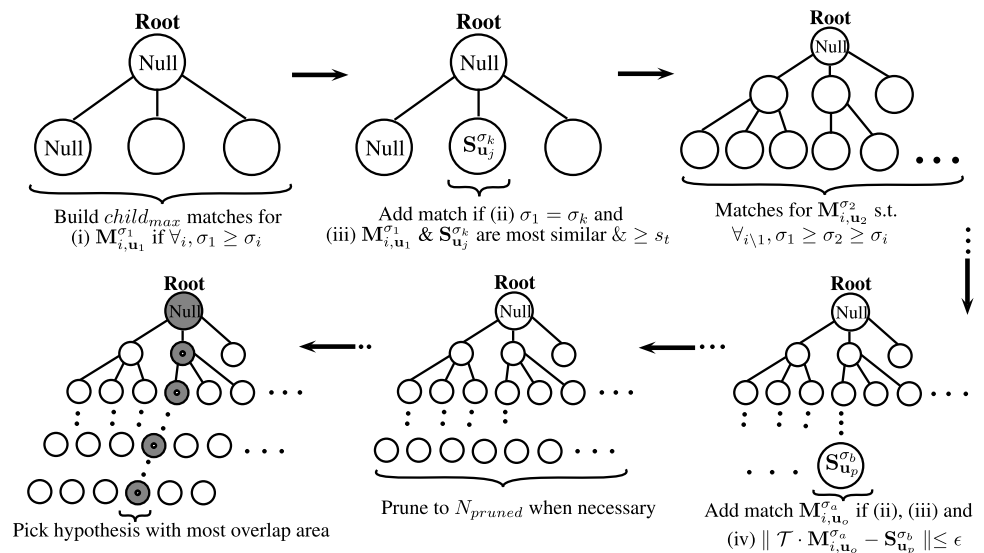 Root
Null
Null
Build $child_{max}$ matches for
(i) $\mathbf{M}_{i,\mathbf{u}_1}^{\sigma_1}$ if $\forall_i, \sigma_1 \geq \sigma_i$
Root
Null
Null
$\mathbf{S}_{\mathbf{u}_j}^{\sigma_k}$
Add match if (ii) $\sigma_1 = \sigma_k$ and
(iii) $\mathbf{M}_{i,\mathbf{u}_1}^{\sigma_1}$ & $\mathbf{S}_{\mathbf{u}_j}^{\sigma_k}$ are most similar & $\geq s_t$
Root
Null
Matches for $\mathbf{M}_{i,\mathbf{u}_2}^{\sigma_2}$ s.t.
$\forall_{i \backslash 1}, \sigma_1 \geq \sigma_2 \geq \sigma_i$
Root
Null
$\mathbf{S}_{\mathbf{u}_p}^{\sigma_b}$
Add match $\mathbf{M}_{i,\mathbf{u}_o}^{\sigma_a}$ if (ii), (iii) and
(iv) $\| \mathcal{T} \cdot \mathbf{M}_{i,\mathbf{u}_o}^{\sigma_a} - \mathbf{S}_{\mathbf{u}_p}^{\sigma_b} \| \leq \epsilon$
Root
Null
Prune to $N_{pruned}$ when necessary
Root
Null
Pick hypothesis with most overlap area